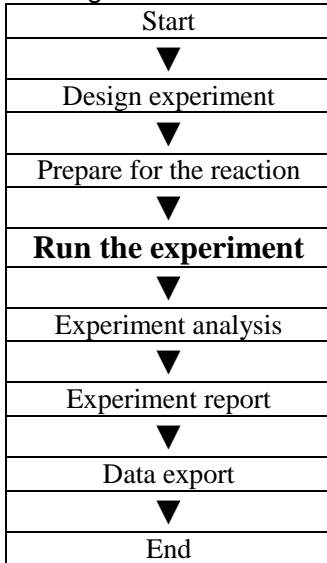 Start
▼
Design experiment
▼
Prepare for the reaction
▼
Run the experiment
▼
Experiment analysis
▼
Experiment report
▼
Data export
▼
End